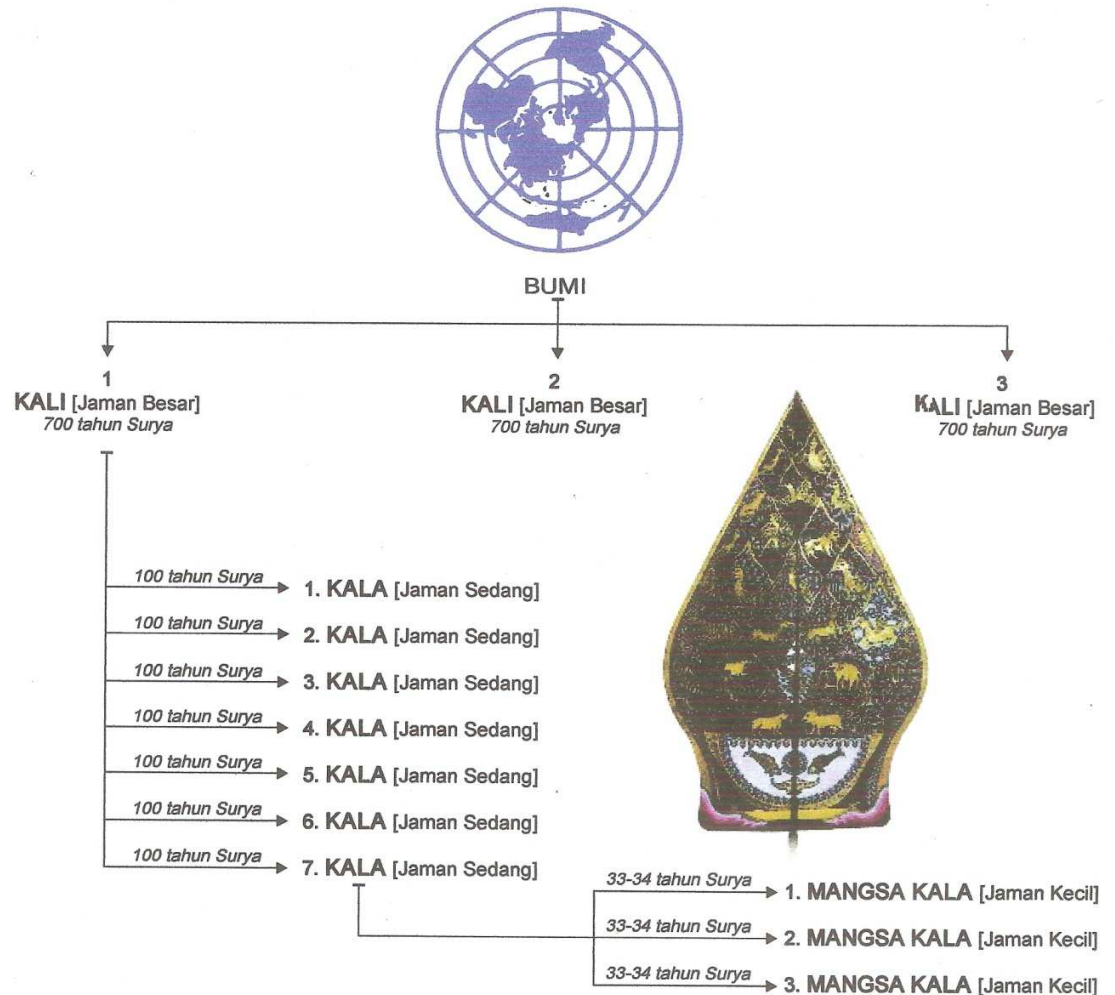 BUMI
1
KALI [Jaman Besar]
700 tahun Surya
2
KALI [Jaman Besar]
700 tahun Surya
3
KALI [Jaman Besar]
700 tahun Surya
100 tahun Surya
1. KALA [Jaman Sedang]
100 tahun Surya
2. KALA [Jaman Sedang]
100 tahun Surya
3. KALA [Jaman Sedang]
100 tahun Surya
4. KALA [Jaman Sedang]
100 tahun Surya
5. KALA [Jaman Sedang]
100 tahun Surya
6. KALA [Jaman Sedang]
100 tahun Surya
7. KALA [Jaman Sedang]
33-34 tahun Surya
1. MANGSA KALA [Jaman Kecil]
33-34 tahun Surya
2. MANGSA KALA [Jaman Kecil]
33-34 tahun Surya
3. MANGSA KALA [Jaman Kecil]